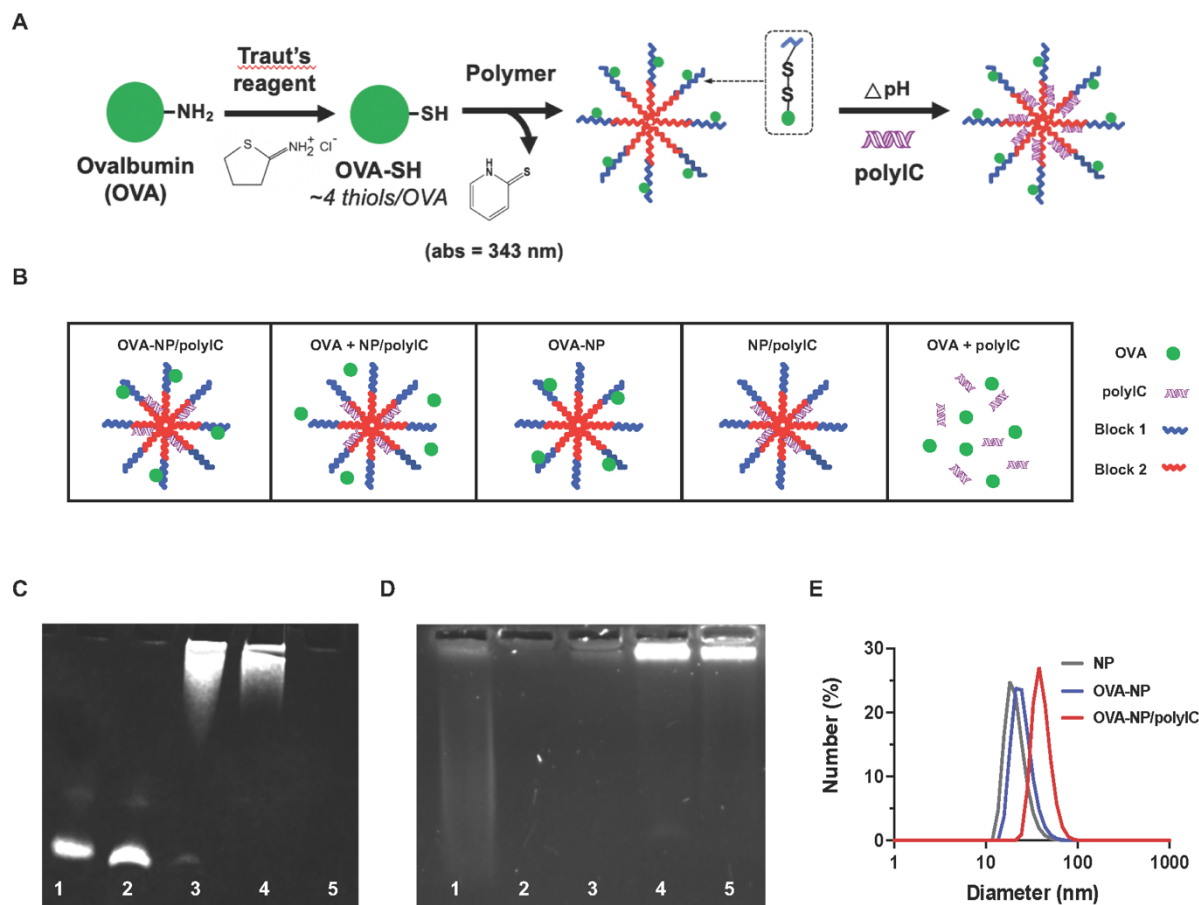 A
Traut's
reagent
Polymer
NH₂
SH
S
NH₂⁺ Cl⁻
H
N
S
S
S
△pH
polyIC
Ovalbumin
(OVA)
OVA-SH
~4 thiols/OVA
(abs = 343 nm)
B
OVA-NP/polyIC
OVA + NP/polyIC
OVA-NP
NP/polyIC
OVA + polyIC
OVA
polyIC
Block 1
Block 2
C
D
E
1 2 3 4 5
1 2 3 4 5
Number (%)
30
20
10
0
NP
OVA-NP
OVA-NP/polyIC
1 10 100 1000
Diameter (nm)